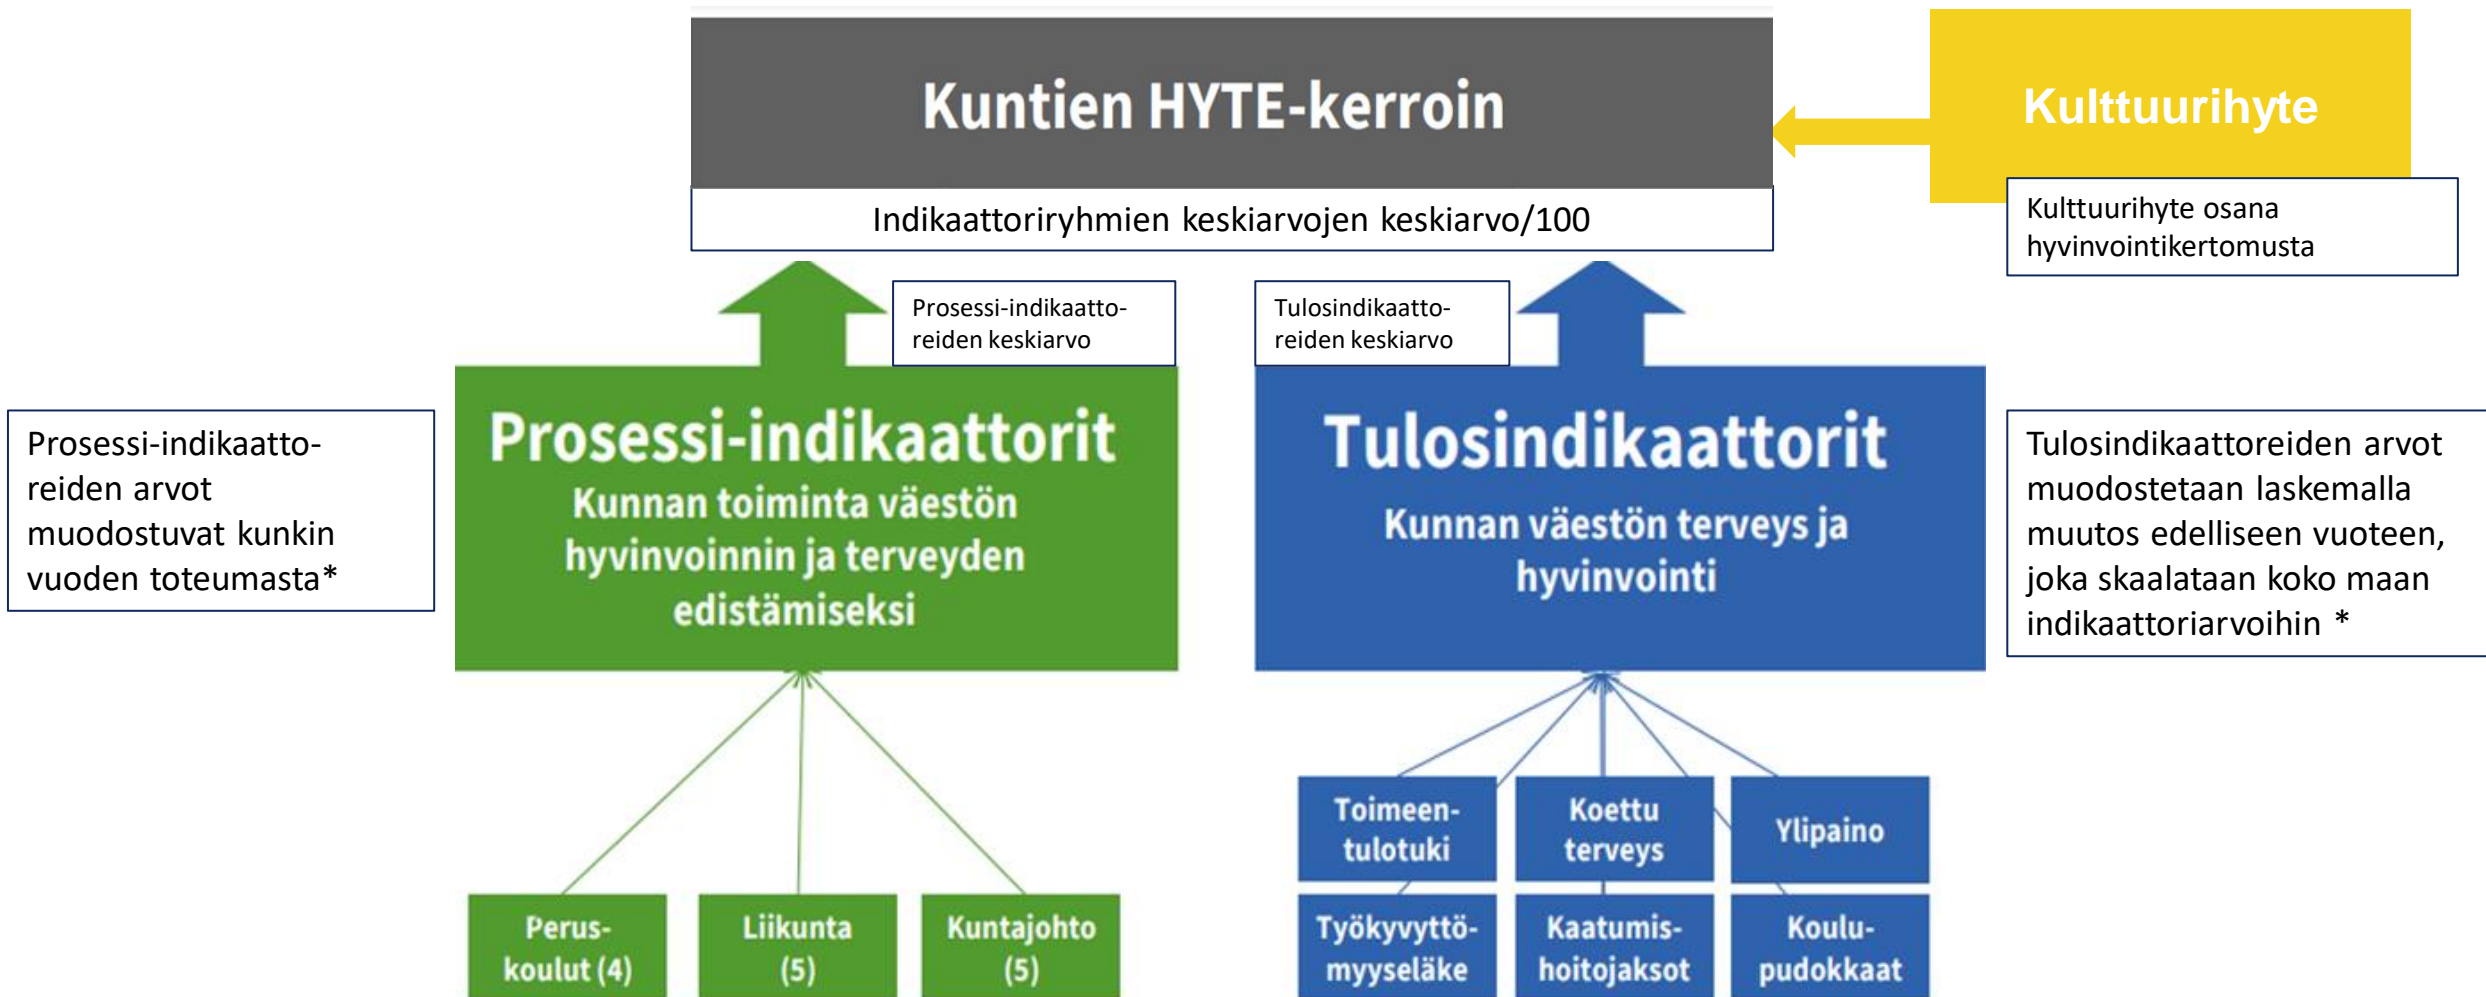 Kuntien HYTE-kerroin
Indikaattoriryhmien keskiarvojen keskiarvo/100
Kulttuurihyte
Kulttuurihyte osana
hyvinvointikertomusta
Prosessi-indikaatto-
reiden keskiarvo
Tulosindikaatto-
reiden keskiarvo
Prosessi-indikaatto-
reiden arvot
muodostuvat kunkin
vuoden toteumasta*
Prosessi-indikaattorit
Kunnan toiminta väestön
hyvinvoinnin ja terveyden
edistämiseksi
Tulosindikaattorit
Kunnan väestön terveys ja
hyvinvointi
Tulosindikaattoreiden arvot
muodostetaan laskemalla
muutos edelliseen vuoteen,
joka skaalataan koko maan
indikaattoriarvoihin *
Perus-
koulut (4)
Liikunta
(5)
Kuntajohto
(5)
Toimeen-
tulotuki
Koettu
terveys
Ylipaino
Työkyvyttö-
myyseläke
Kaatumis-
hoitojaksot
Koulu-
pudokkaat